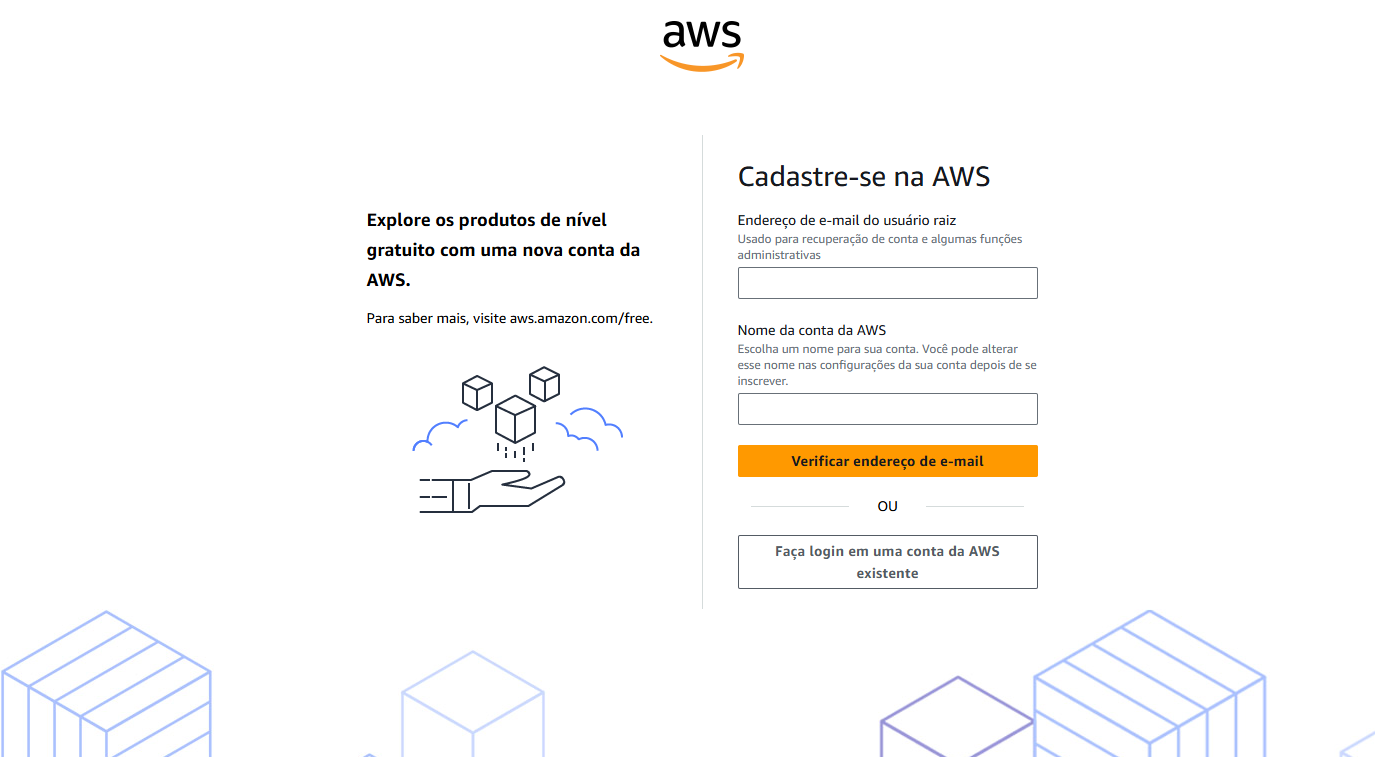 aws
Explore os produtos de nível
gratuito com uma nova conta da
AWS.
Para saber mais, visite aws.amazon.com/free.
Cadastre-se na AWS
Endereço de e-mail do usuário raiz
Usado para recuperação de conta e algumas funções
administrativas
Nome da conta da AWS
Escolha um nome para sua conta. Você pode alterar
esse nome nas configurações da sua conta depois de se
inscrever.
Verificar endereço de e-mail
OU
Faça login em uma conta da AWS
existente